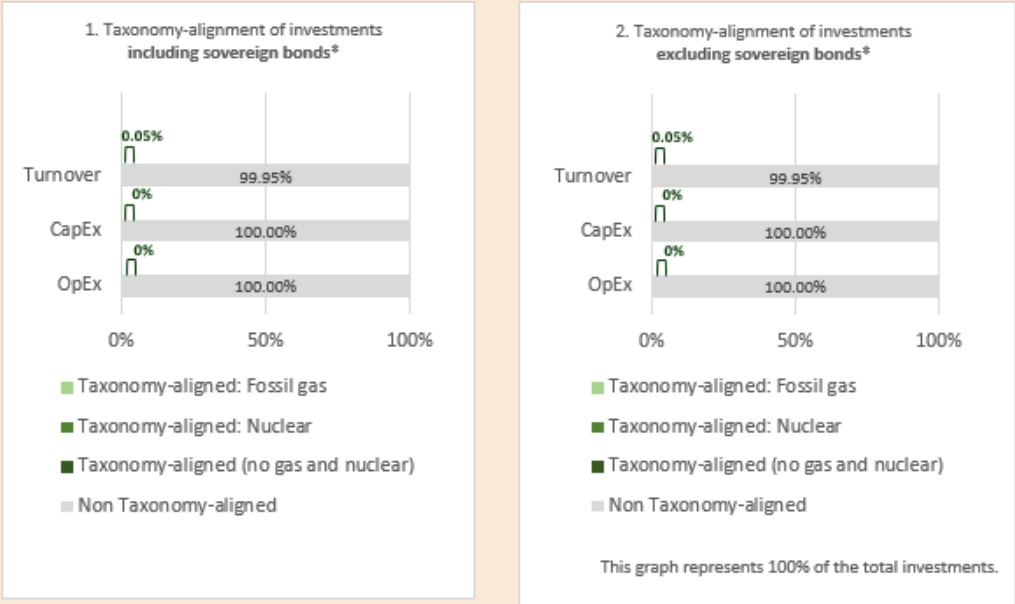 1. Taxonomy-alignment of investments
including sovereign bonds*
0.05%
Turnover
99.95%
0%
CapEx
100.00%
0%
OpEx
100.00%
0%
50%
100%
Taxonomy-aligned: Fossil gas
Taxonomy-aligned: Nuclear
Taxonomy-aligned (no gas and nuclear)
Non Taxonomy-aligned
2. Taxonomy-alignment of investments
excluding sovereign bonds*
0.05%
Turnover
99.95%
0%
CapEx
100.00%
0%
OpEx
100.00%
0%
50%
100%
Taxonomy-aligned: Fossil gas
Taxonomy-aligned: Nuclear
Taxonomy-aligned (no gas and nuclear)
Non Taxonomy-aligned
This graph represents 100% of the total investments.